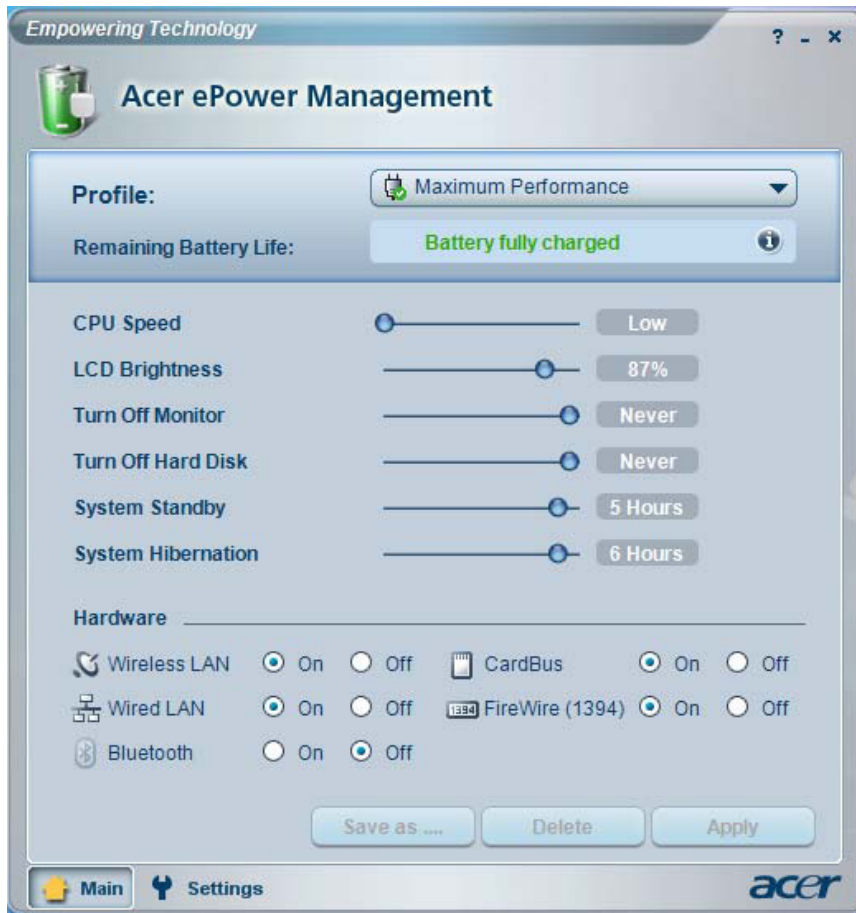 Empowering Technology
? - ×
Acer ePower Management
Profile: Maximum Performance
Remaining Battery Life: Battery fully charged
CPU Speed Low
LCD Brightness 87%
Turn Off Monitor Never
Turn Off Hard Disk Never
System Standby 5 Hours
System Hibernation 6 Hours
Hardware
Wireless LAN On Off CardBus On Off
Wired LAN On Off 1394 FireWire (1394) On Off
Bluetooth On Off
Save as .... Delete Apply
Main Settings acer